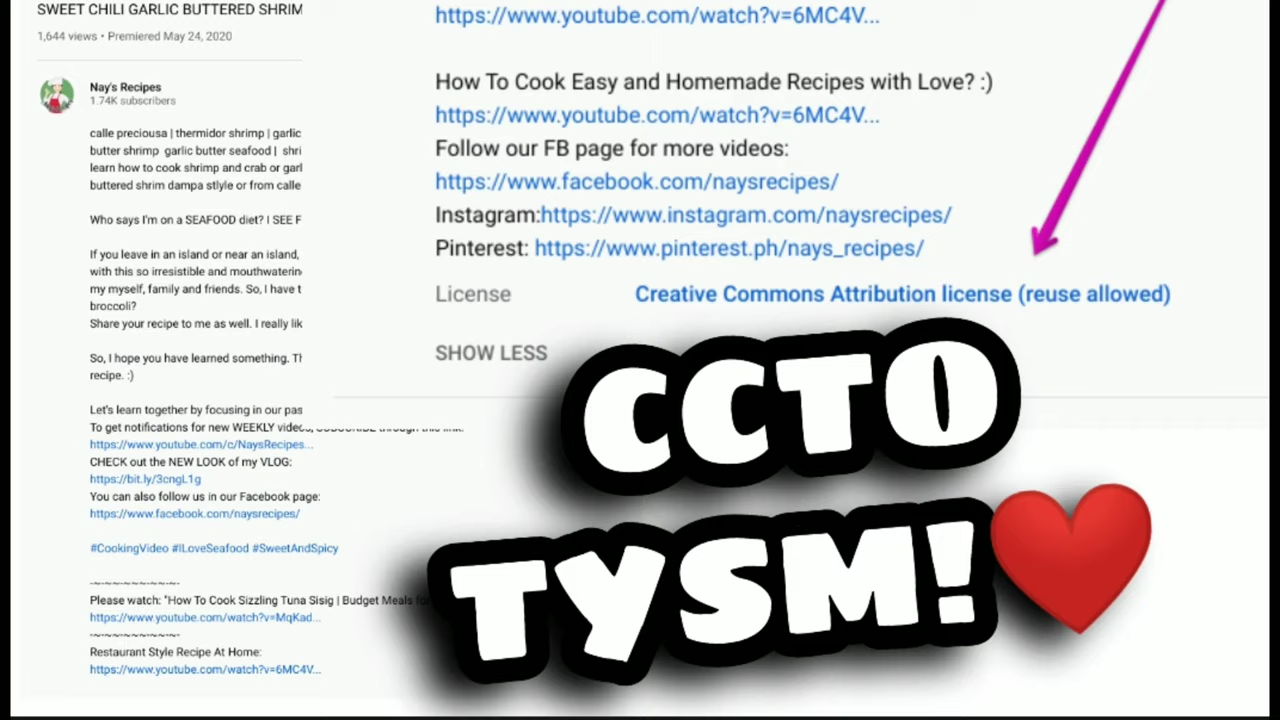 SWEET CHILI GARLIC BUTTERED SHRIM
1,644 views • Premiered May 24, 2020
Nay's Recipes
1.74K subscribers
calle preciousa | thermidor shrimp | garlic
butter shrimp garlic butter seafood | shri
learn how to cook shrimp and crab or garl
buttered shrim dampa stlyle or from calle
Who says I'm on a SEAFOOD diet? I SEE F
If you leave in an island or near an island,
with this so irresistible and mouthwaterin
my myself, family and friends. So, I have t
broccoli?
Share your recipe to me as well. I really lik
So, I hope you have learned something. Th
recipe. :)
Let's learn together by focusing in our pas
To get notifications for new WEEKLY videos, SUBSCRIBE through this link:
https://www.youtube.com/c/NaysRecipes...
CHECK out the NEW LOOK of my VLOG:
https://bit.ly/3cngL1g
You can also follow us in our Facebook page:
https://www.facebook.com/naysrecipes/
#CookingVideo #ILoveSeafood #SweetAndSpicy
-~-~~-~~~-~~-~-
Please watch: "How To Cook Sizzling Tuna Sisig | Budget Meals for
https://www.youtube.com/watch?v=MqKad...
-~-~~-~~~-~~-~-
Restaurant Style Recipe At Home:
https://www.youtube.com/watch?v=6MC4V...
https://www.youtube.com/watch?v=6MC4V...
How To Cook Easy and Homemade Recipes with Love? :)
https://www.youtube.com/watch?v=6MC4V...
Follow our FB page for more videos:
https://www.facebook.com/naysrecipes/
Instagram:https://www.instagram.com/naysrecipes/
Pinterest: https://www.pinterest.ph/nays_recipes/
License Creative Commons Attribution license (reuse allowed)
SHOW LESS
CCTO
TYSM!